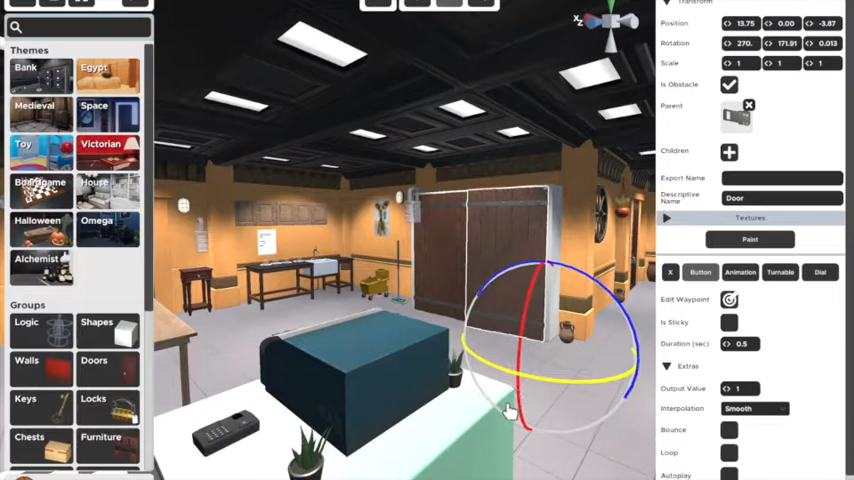 Themes
Bank
Egypt
Medieval
Space
Toy
Victorian
Boardgame
House
Halloween
Omega
Alchemist
Groups
Logic
Shapes
Walls
Doors
Keys
Locks
Chests
Furniture
XZ
Transform
Position 13.75 0.00 -3.87
Rotation 270. 171.91 0.013
Scale 1 1 1
Is Obstacle
Parent
Children
Export Name
Descriptive Name Door
Textures
Paint
X Button Animation Turnable Dial
Edit Waypoint
Is Sticky
Duration (sec) 0.5
Extras
Output Value 1
Interpolation Smooth
Bounce
Loop
Autoplay